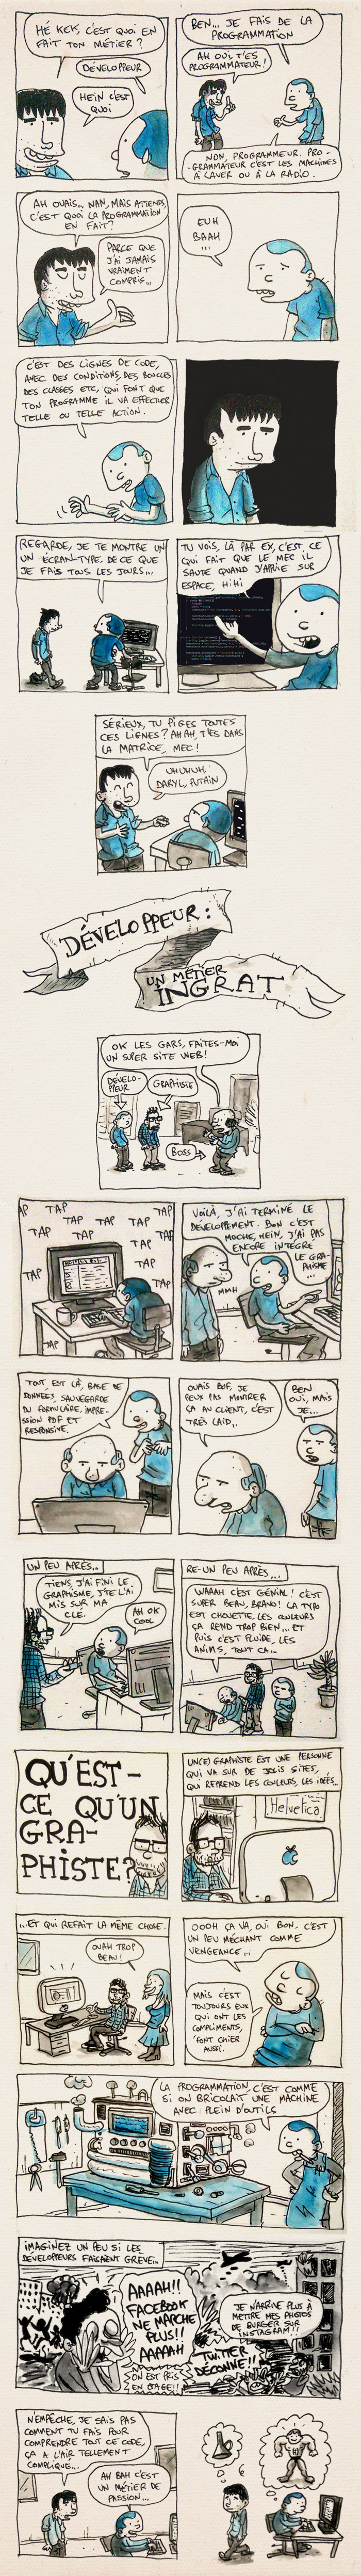 HÉ KEK, C'EST QUOI EN
FAIT TON MÉTIER ?
DÉVELOPPEUR
HEIN C'EST
QUOI
BEN... JE FAIS DE LA
PROGRAMMATION
AH OUI, T'ES
PROGRAMMATEUR !
NON, PROGRAMMEUR. PRO-
-GRAMMATEUR C'EST LES MACHINES
À LAVER OU À LA RADIO.
AH OUAIS... NAN, MAIS ATTENDS,
C'EST QUOI LA PROGRAMMATION
EN FAIT?
PARCE QUE
J'AI JAMAIS
VRAIMENT
COMPRIS...
EUH
BAAH
...
C'EST DES LIGNES DE CODE,
AVEC DES CONDITIONS, DES BOUCLES
DES CLASSES ETC, QUI FONT QUE
TON PROGRAMME IL VA EFFECTUER
TELLE OU TELLE ACTION.
REGARDE, JE TE MONTRE UN
UN ÉCRAN-TYPE DE CE QUE
JE FAIS TOUS LES JOURS...
TU VOIS, LÀ PAR EX, C'EST CE
QUI FAIT QUE LE MEC IL
SAUTE QUAND J'APPUIE SUR
ESPACE, HIHI
SÉRIEUX, TU PIGES TOUTES
CES LIGNES ? AHAH, T'ES DANS
LA MATRICE, MEC !
UHUHUH,
DARYL, PUTAIN
DÉVELOPPEUR :
UN MÉTIER
INGRAT
OK LES GARS, FAITES-MOI
UN SUPER SITE WEB!
DÉVELO-
PPEUR
GRAPHISTE
BOSS
TAP
TAP
TAP
TAP
TAP
TAP
TAP
TAP
TAP
TAP
VOILÀ, J'AI TERMINÉ LE
DÉVELOPPEMENT. BON C'EST
MOCHE, HEIN, J'AI PAS
ENCORE INTÉGRÉ
LE GRA-
PHISME
...
MMH
TOUT EST LÀ, BASE DE
DONNÉES, SAUVEGARDE
DU FORMULAIRE, IMPRE-
SSION PDF ET
RESPONSIVE,
OUAIS BOF, JE
PEUX PAS MONTRER
ÇA AU CLIENT, C'EST
TRÈS LAID,.
BEN
OUI, MAIS
JE...
UN PEU APRÈS...
TIENS, J'AI FINI LE
GRAPHISME, J'TE L'AI
MIS SUR MA
CLÉ.
AH OK
COOL
RE-UN PEU APRÈS...
WAAAH C'EST GÉNIAL ! C'EST
SUPER BEAU, BRAVO! LA TYPO
EST CHOUETTE, LES COULEURS
ÇA REND TROP BIEN... ET
PUIS C'EST FLUIDE, LES
ANIMS, TOUT ÇA...
QU'EST-
CE QU'UN
GRA-
PHISTE?
UN(E) GRAPHISTE EST UNE PERSONNE
QUI VA SUR DE JOLIS SITES,
QUI REPREND LES COULEURS, LES IDÉES..
Helvetica
...ET QUI REFAIT LA MÊME CHOSE.
OUAH TROP
BEAU !
OOOH ÇA VA, OUI BON, C'EST
UN PEU MÉCHANT COMME
VENGEANCE...
MAIS C'EST
TOUJOURS EUX
QUI ONT LES
COMPLIMENTS,
'FONT CHIER
AUSSI.
LA PROGRAMMATION, C'EST COMME
SI ON BRICOLAIT UNE MACHINE
AVEC PLEIN D'OUTILS
IMAGINEZ UN PEU SI LES
DÉVELOPPEURS FAISAIENT GRÈVE..
AAAAH!!
FACEBOOK
NE MARCHE
PLUS!!
AAAAAH
ON EST PRIS
EN OTAGE!!
TWITTER
DÉCONNE!!
JE N'ARRIVE PLUS À
METTRE MES PHOTOS
DE BURGER SUR
INSTAGRAM!!
N'EMPÊCHE, JE SAIS PAS
COMMENT TU FAIS POUR
COMPRENDRE TOUT CE CODE,
ÇA A L'AIR TELLEMENT
COMPLIQUÉ...
AH BAH C'EST
UN MÉTIER DE
PASSION...